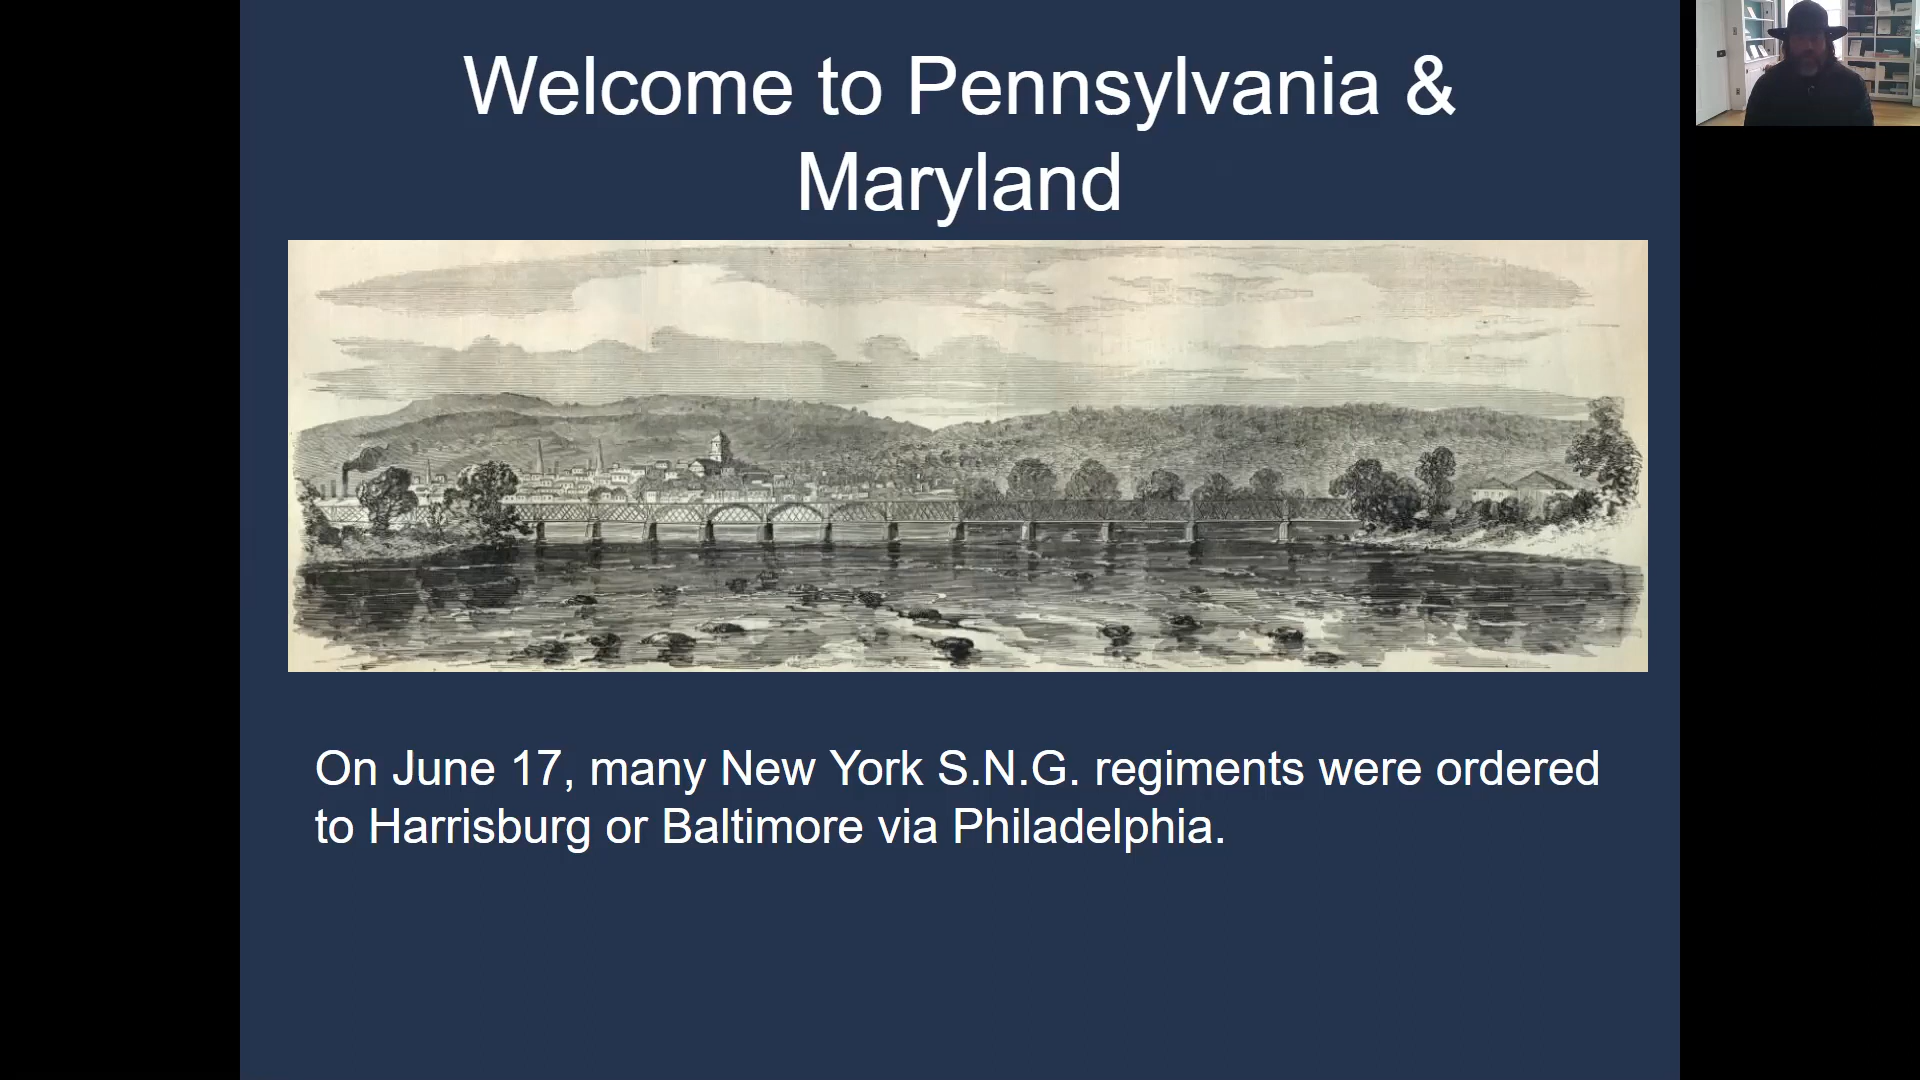 Welcome to Pennsylvania &
Maryland
On June 17, many New York S.N.G. regiments were ordered
to Harrisburg or Baltimore via Philadelphia.